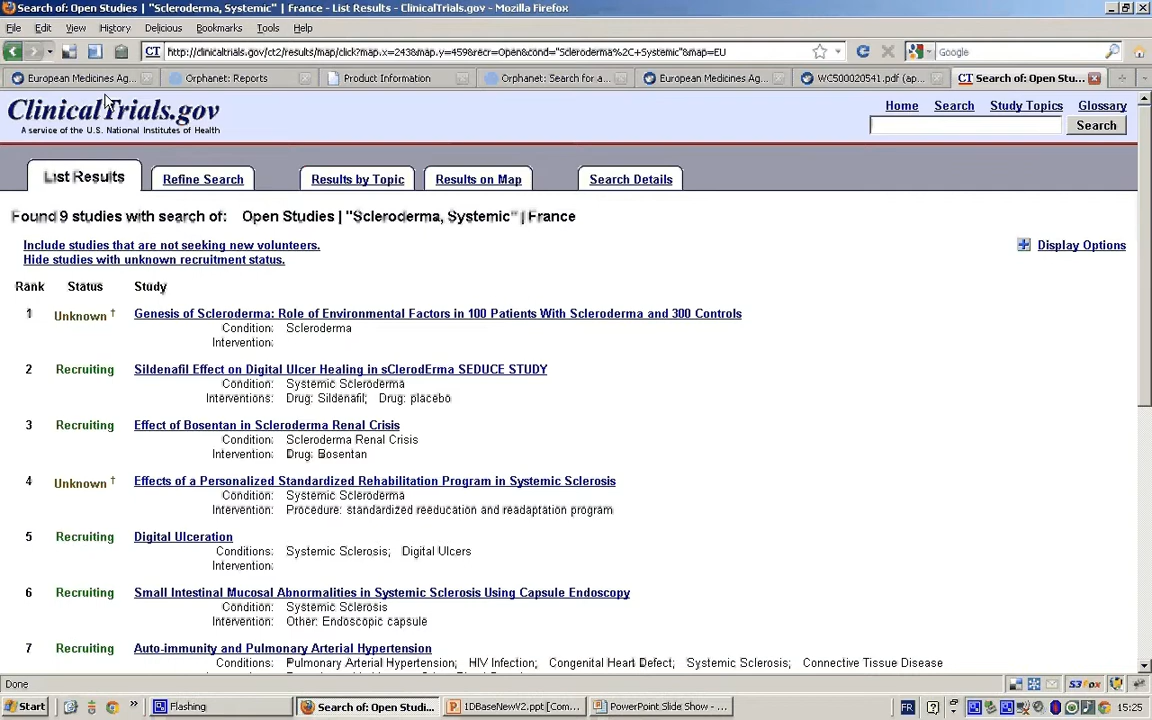 Search of: Open Studies | "Scleroderma, Systemic" | France - List Results - ClinicalTrials.gov - Mozilla Firefox
File Edit View History Delicious Bookmarks Tools Help
CT http://clinicaltrials.gov/ct2/results/map/click?map.x=243&map.y=459&recr=Open&cond="Scleroderma%2C+Systemic"&map=EU Google
European Medicines Ag... Orphanet: Reports Product Information Orphanet: Search for a... European Medicines Ag... WC500020541.pdf (ap... CT Search of: Open Stu...
ClinicalTrials.gov
A service of the U.S. National Institutes of Health
Home Search Study Topics Glossary
Search
List Results Refine Search Results by Topic Results on Map Search Details
Found 9 studies with search of: Open Studies | "Scleroderma, Systemic" | France
Include studies that are not seeking new volunteers.
Hide studies with unknown recruitment status.
Display Options
Rank Status Study
1 Unknown † Genesis of Scleroderma: Role of Environmental Factors in 100 Patients With Scleroderma and 300 Controls
Condition: Scleroderma
Intervention:
2 Recruiting Sildenafil Effect on Digital Ulcer Healing in sClerodErma SEDUCE STUDY
Condition: Systemic Scleroderma
Interventions: Drug: Sildenafil; Drug: placebo
3 Recruiting Effect of Bosentan in Scleroderma Renal Crisis
Condition: Scleroderma Renal Crisis
Intervention: Drug: Bosentan
4 Unknown † Effects of a Personalized Standardized Rehabilitation Program in Systemic Sclerosis
Condition: Systemic Scleroderma
Intervention: Procedure: standardized reeducation and readaptation program
5 Recruiting Digital Ulceration
Conditions: Systemic Sclerosis; Digital Ulcers
Intervention:
6 Recruiting Small Intestinal Mucosal Abnormalities in Systemic Sclerosis Using Capsule Endoscopy
Condition: Systemic Sclerosis
Intervention: Other: Endoscopic capsule
7 Recruiting Auto-immunity and Pulmonary Arterial Hypertension
Conditions: Pulmonary Arterial Hypertension; HIV Infection; Congenital Heart Defect; Systemic Sclerosis; Connective Tissue Disease
Done S3Fox
Start Flashing Search of: Open Studi... 1DBaseNewV2.ppt [Com... PowerPoint Slide Show - ... FR 15:25